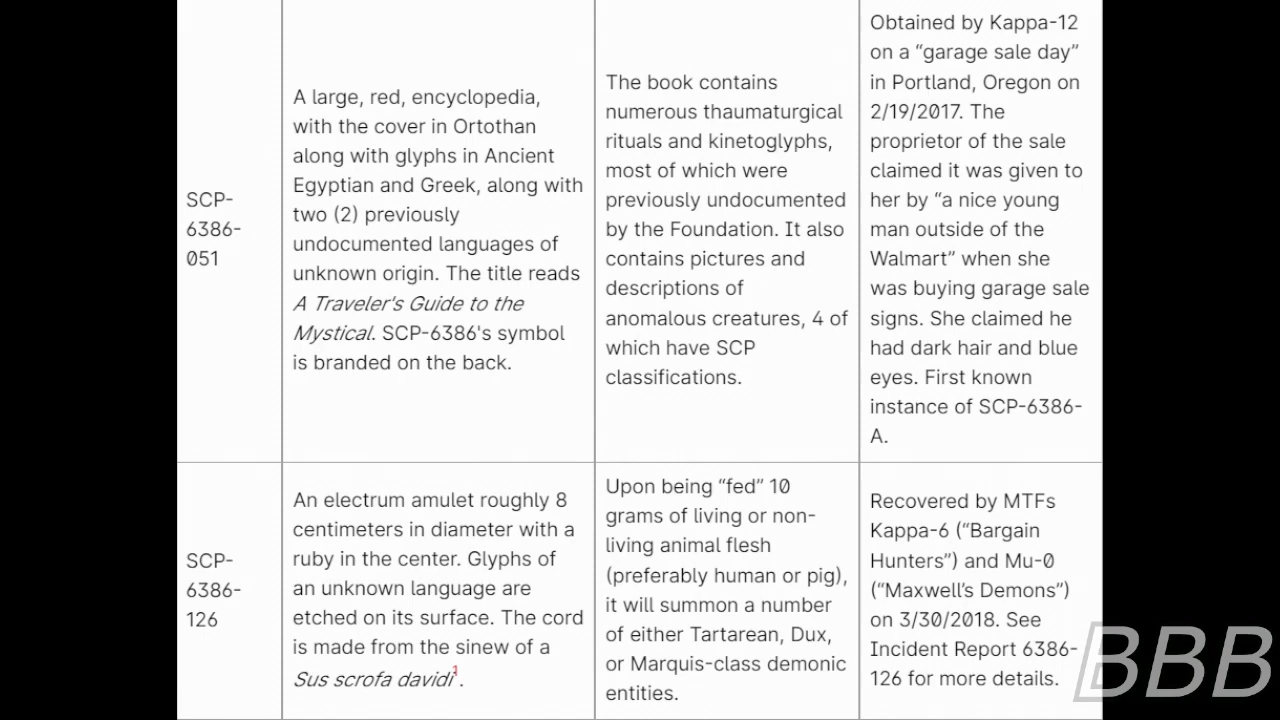 SCP-
6386-
051
A large, red, encyclopedia,
with the cover in Ortothan
along with glyphs in Ancient
Egyptian and Greek, along with
two (2) previously
undocumented languages of
unknown origin. The title reads
A Traveler's Guide to the
Mystical. SCP-6386's symbol
is branded on the back.
The book contains
numerous thaumaturgical
rituals and kinetoglyphs,
most of which were
previously undocumented
by the Foundation. It also
contains pictures and
descriptions of
anomalous creatures, 4 of
which have SCP
classifications.
Obtained by Kappa-12
on a “garage sale day”
in Portland, Oregon on
2/19/2017. The
proprietor of the sale
claimed it was given to
her by “a nice young
man outside of the
Walmart” when she
was buying garage sale
signs. She claimed he
had dark hair and blue
eyes. First known
instance of SCP-6386-
A.
SCP-
6386-
126
An electrum amulet roughly 8
centimeters in diameter with a
ruby in the center. Glyphs of
an unknown language are
etched on its surface. The cord
is made from the sinew of a
Sus scrofa davidi1.
Upon being “fed” 10
grams of living or non-
living animal flesh
(preferably human or pig),
it will summon a number
of either Tartarean, Dux,
or Marquis-class demonic
entities.
Recovered by MTFs
Kappa-6 (“Bargain
Hunters”) and Mu-0
(“Maxwell’s Demons”)
on 3/30/2018. See
Incident Report 6386-
126 for more details.
BBB